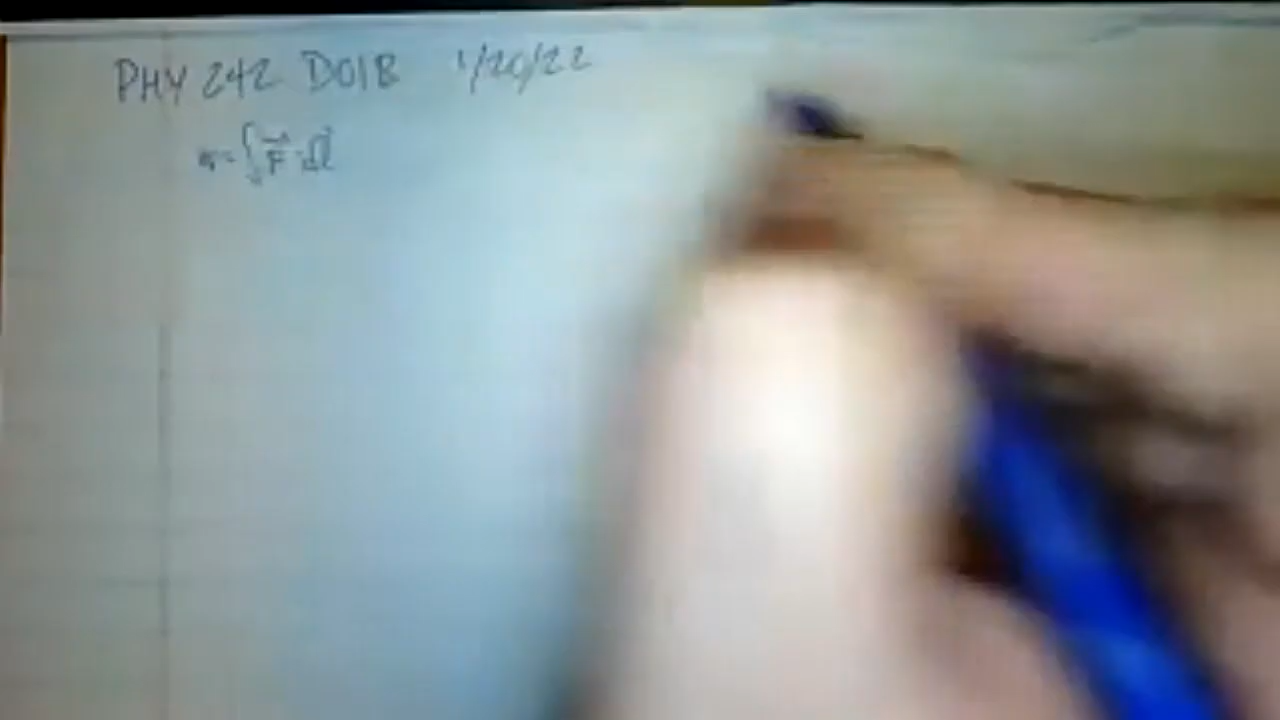 PHY 242 D01B 1/20/22
W = ∫ F⃗ · dl⃗